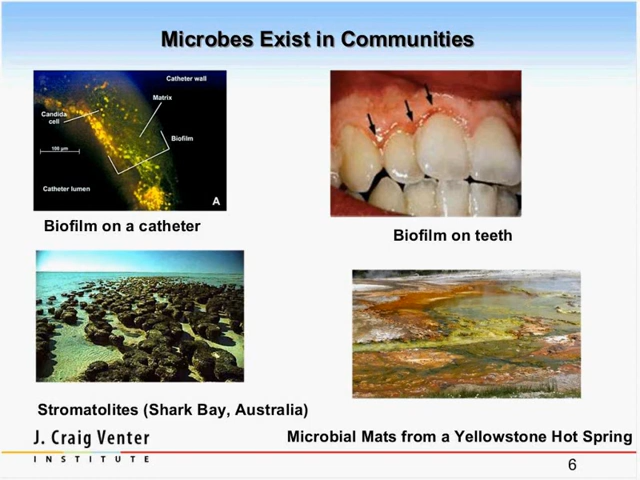 Microbes Exist in Communities
Catheter wall
Matrix
Candida
cell
Biofilm
100 µm
Catheter lumen
A
Biofilm on a catheter
Biofilm on teeth
Stromatolites (Shark Bay, Australia)
Microbial Mats from a Yellowstone Hot Spring
J. Craig Venter
INSTITUTE
6